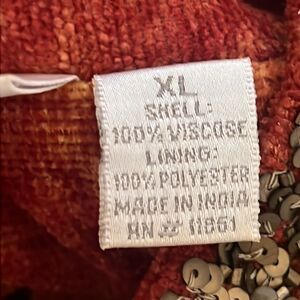 XL
SHELL:
100% VISCOSE
LINING:
100% POLYESTER
MADE IN INDIA
RN # 11861